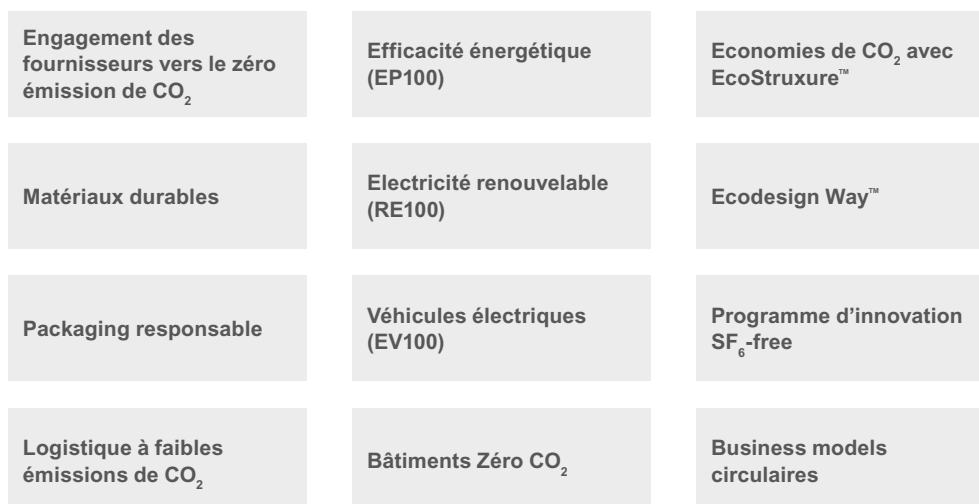 Engagement des
fournisseurs vers le zéro
émission de CO₂
Efficacité énergétique
(EP100)
Economies de CO₂ avec
EcoStruxure™
Matériaux durables
Electricité renouvelable
(RE100)
Ecodesign Way™
Packaging responsable
Véhicules électriques
(EV100)
Programme d’innovation
SF₆-free
Logistique à faibles
émissions de CO₂
Bâtiments Zéro CO₂
Business models
circulaires